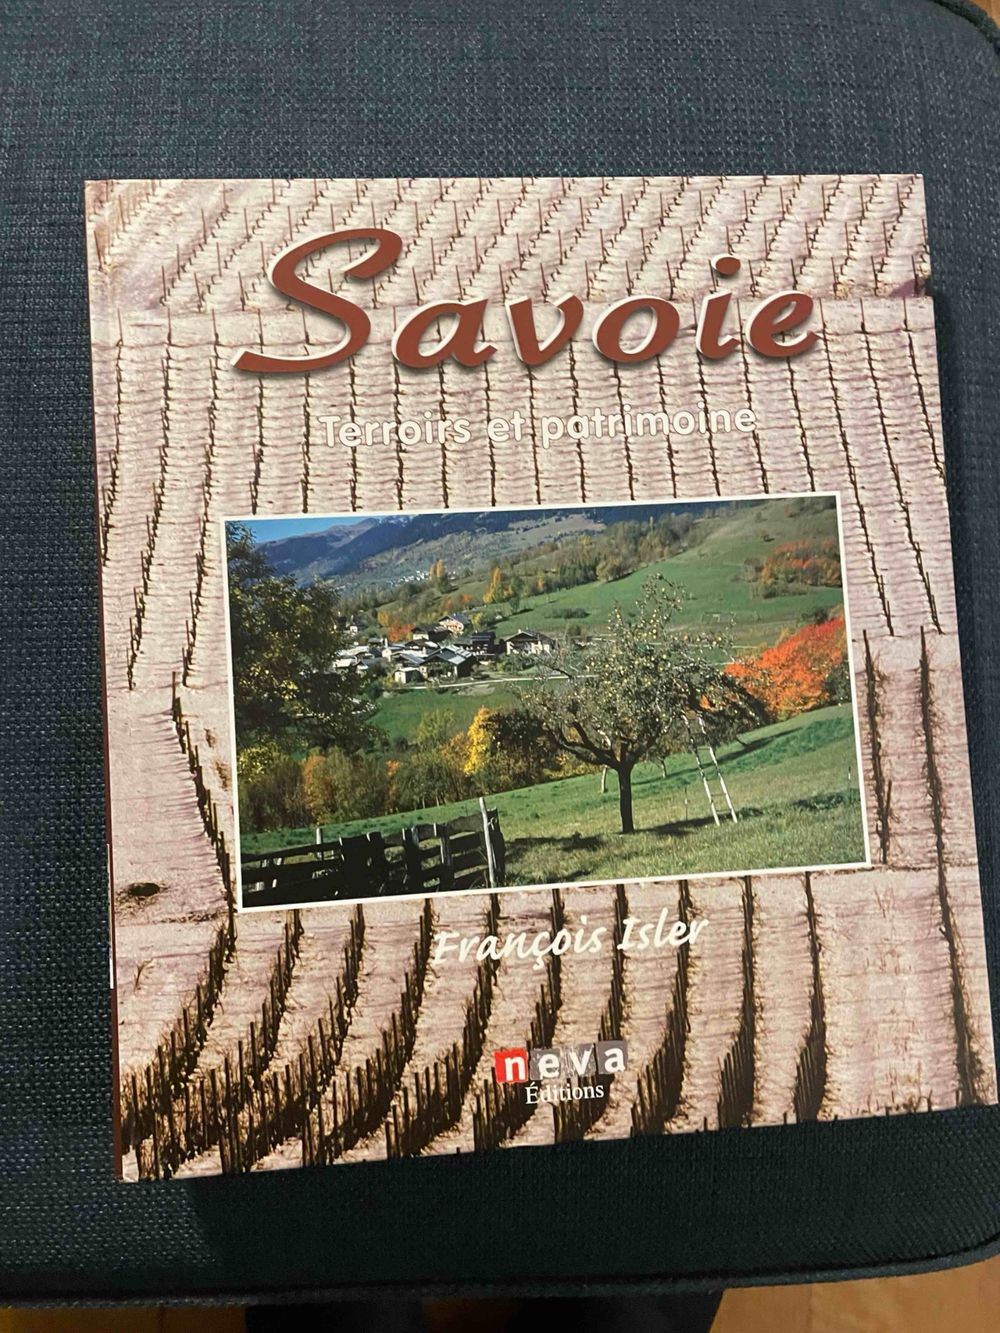 Savoie
Terroirs et patrimoine
François Isler
neva
Éditions